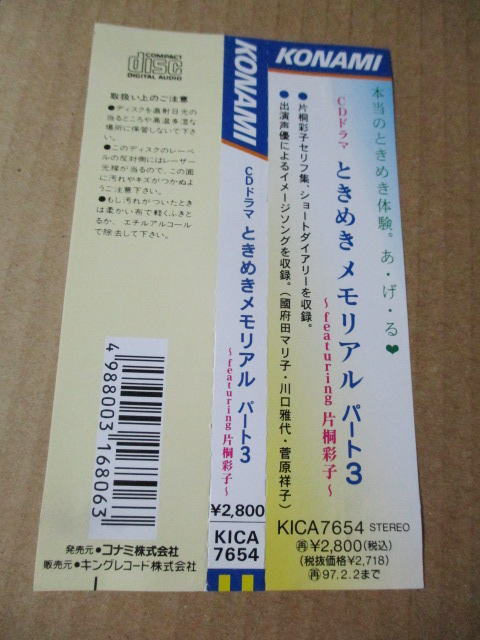 COMPACT
disc
DIGITAL AUDIO
取扱い上のご注意
●ディスクを直射日光の
当るところや高温多湿な
場所に保管しないで下さ
い。
●このディスクのレーベ
ルの反対側にはレーザー
光線が当るので、この面
に汚れやキズがつかぬよ
うご注意下さい。
●もし汚れがついたとき
は柔かい布で軽くふきと
るか、エチルアルコール
で除去して下さい。
4988003168063
発売元● コナミ株式会社
販売元● キングレコード株式会社
KONAMI
CDドラマ ときめきメモリアル パート3
〜featuring 片桐彩子〜
¥2,800
KICA
7654
KONAMI
本当のときめき体験。あ・げ・る♥
CDドラマ ときめきメモリアル パート3
〜featuring 片桐彩子〜
●片桐彩子セリフ集、ショートダイアリーを収録。
●出演声優によるイメージソングを収録。(國府田マリ子・川口雅代・菅原祥子)
KICA7654 STEREO
再¥2,800(税込)
(税抜価格¥2,718)
再97.2.2まで